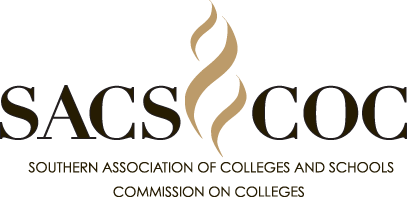 SACS COC
SOUTHERN ASSOCIATION OF COLLEGES AND SCHOOLS
COMMISSION ON COLLEGES